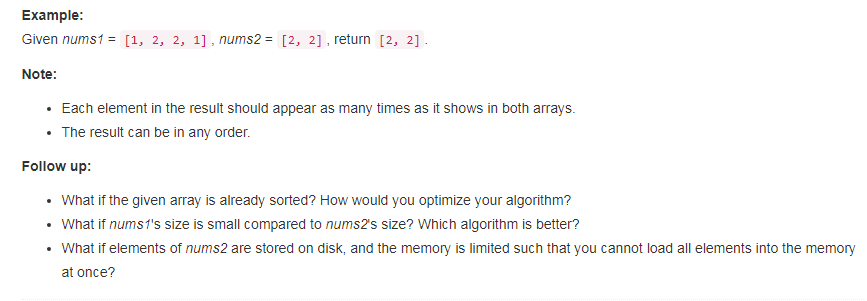 Example:
Given nums1 = [1, 2, 2, 1], nums2 = [2, 2], return [2, 2].
Note:
• Each element in the result should appear as many times as it shows in both arrays.
• The result can be in any order.
Follow up:
• What if the given array is already sorted? How would you optimize your algorithm?
• What if nums1's size is small compared to nums2's size? Which algorithm is better?
• What if elements of nums2 are stored on disk, and the memory is limited such that you cannot load all elements into the memory
at once?